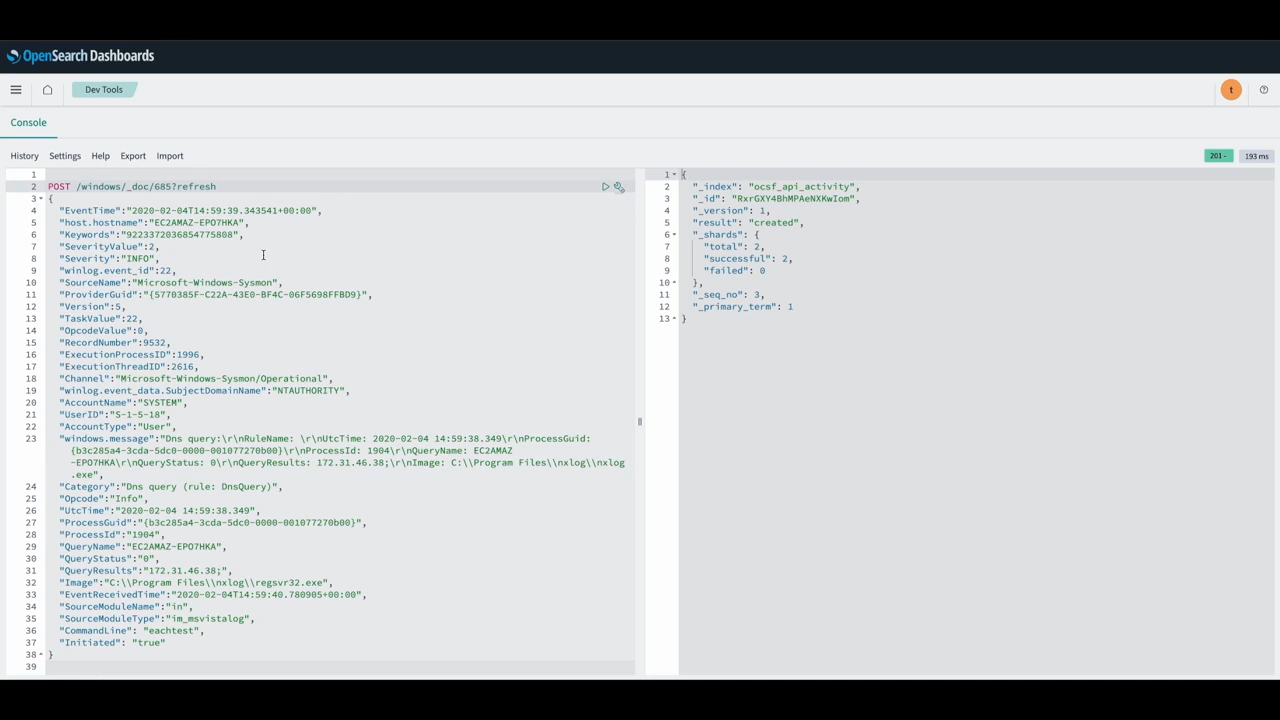 OpenSearch Dashboards
Dev Tools
t
Console
History Settings Help Export Import
201 -
193 ms
1
2 POST /windows/_doc/685?refresh
3 {
4 "EventTime":"2020-02-04T14:59:39.343541+00:00",
5 "host.hostname":"EC2AMAZ-EPO7HKA",
6 "Keywords":"9223372036854775808",
7 "SeverityValue":2,
8 "Severity":"INFO",
9 "winlog.event_id":22,
10 "SourceName":"Microsoft-Windows-Sysmon",
11 "ProviderGuid":"{5770385F-C22A-43E0-BF4C-06F5698FFBD9}",
12 "Version":5,
13 "TaskValue":22,
14 "OpcodeValue":0,
15 "RecordNumber":9532,
16 "ExecutionProcessID":1996,
17 "ExecutionThreadID":2616,
18 "Channel":"Microsoft-Windows-Sysmon/Operational",
19 "winlog.event_data.SubjectDomainName":"NTAUTHORITY",
20 "AccountName":"SYSTEM",
21 "UserID":"S-1-5-18",
22 "AccountType":"User",
23 "windows.message":"Dns query:\r\nRuleName: \r\nUtcTime: 2020-02-04 14:59:38.349\r\nProcessGuid:
{b3c285a4-3cda-5dc0-0000-001077270b00}\r\nProcessId: 1904\r\nQueryName: EC2AMAZ
-EPO7HKA\r\nQueryStatus: 0\r\nQueryResults: 172.31.46.38;\r\nImage: C:\\Program Files\\nxlog\\nxlog
.exe",
24 "Category":"Dns query (rule: DnsQuery)",
25 "Opcode":"Info",
26 "UtcTime":"2020-02-04 14:59:38.349",
27 "ProcessGuid":"{b3c285a4-3cda-5dc0-0000-001077270b00}",
28 "ProcessId":"1904",
29 "QueryName":"EC2AMAZ-EPO7HKA",
30 "QueryStatus":"0",
31 "QueryResults":"172.31.46.38;",
32 "Image":"C:\\Program Files\\nxlog\\regsvr32.exe",
33 "EventReceivedTime":"2020-02-04T14:59:40.780905+00:00",
34 "SourceModuleName":"in",
35 "SourceModuleType":"im_msvistalog",
36 "CommandLine": "eachtest",
37 "Initiated": "true"
38 }
39
1 {
2 "_index": "ocsf_api_activity",
3 "_id": "RxrGXY4BhMPAeNXKwIom",
4 "_version": 1,
5 "result": "created",
6 "_shards": {
7 "total": 2,
8 "successful": 2,
9 "failed": 0
10 },
11 "_seq_no": 3,
12 "_primary_term": 1
13 }